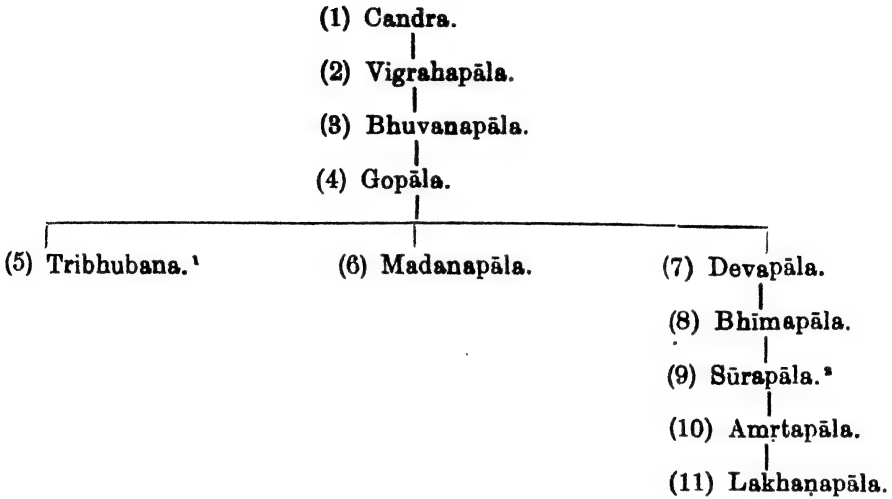 (1) Candra.
(2) Vigrahapāla.
(3) Bhuvanapāla.
(4) Gopāla.
(5) Tribhubana.¹ (6) Madanapāla. (7) Devapāla.
(8) Bhīmapāla.
(9) Sūrapāla.²
(10) Amṛtapāla.
(11) Lakhaṇapāla.